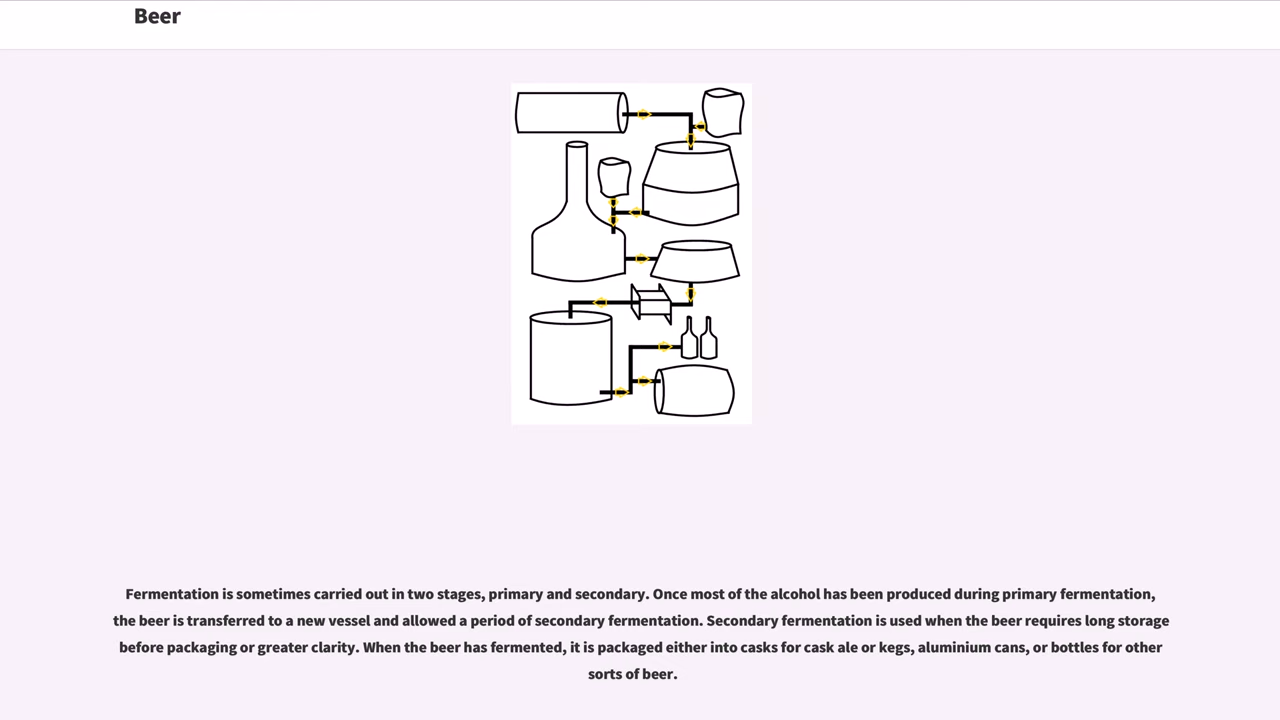 Beer
Fermentation is sometimes carried out in two stages, primary and secondary. Once most of the alcohol has been produced during primary fermentation,
the beer is transferred to a new vessel and allowed a period of secondary fermentation. Secondary fermentation is used when the beer requires long storage
before packaging or greater clarity. When the beer has fermented, it is packaged either into casks for cask ale or kegs, aluminium cans, or bottles for other
sorts of beer.